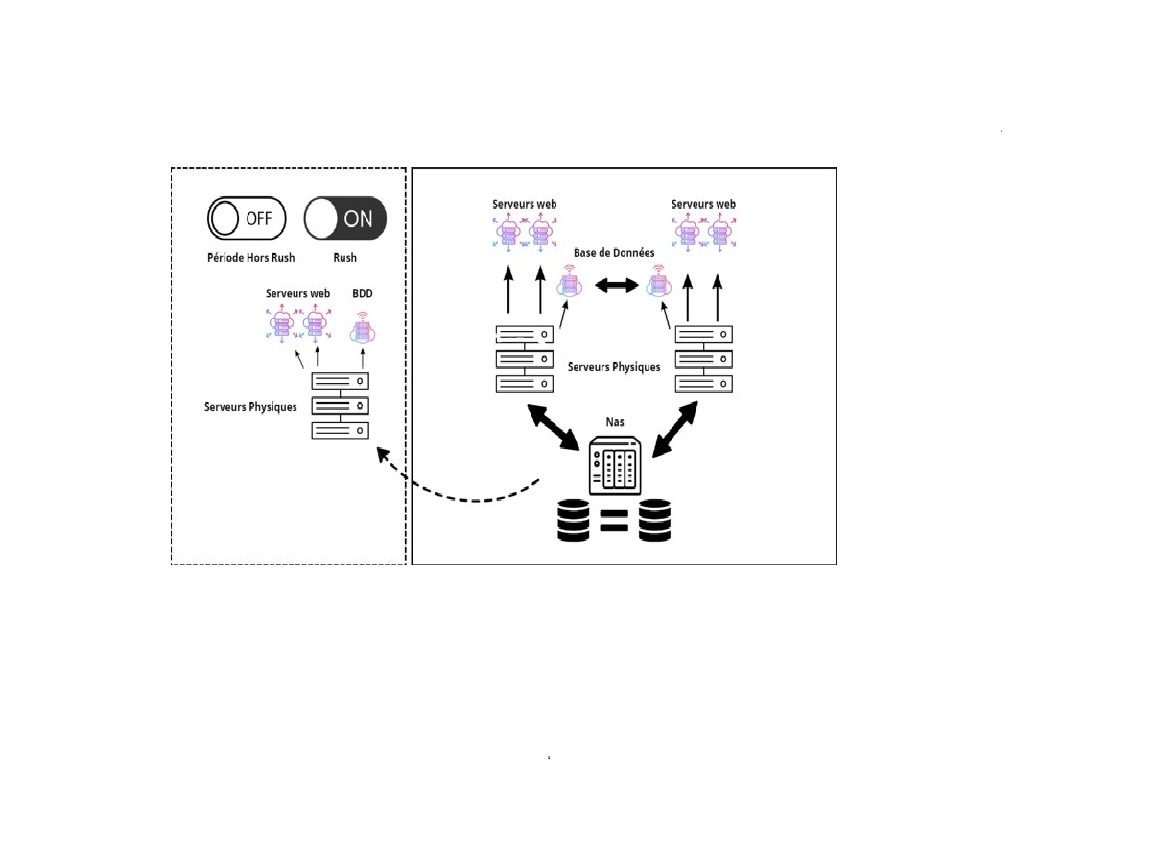 OFF
ON
Période Hors Rush
Rush
Serveurs web
BDD
Serveurs Physiques
Serveurs web
Serveurs web
Base de Données
Serveurs Physiques
Nas